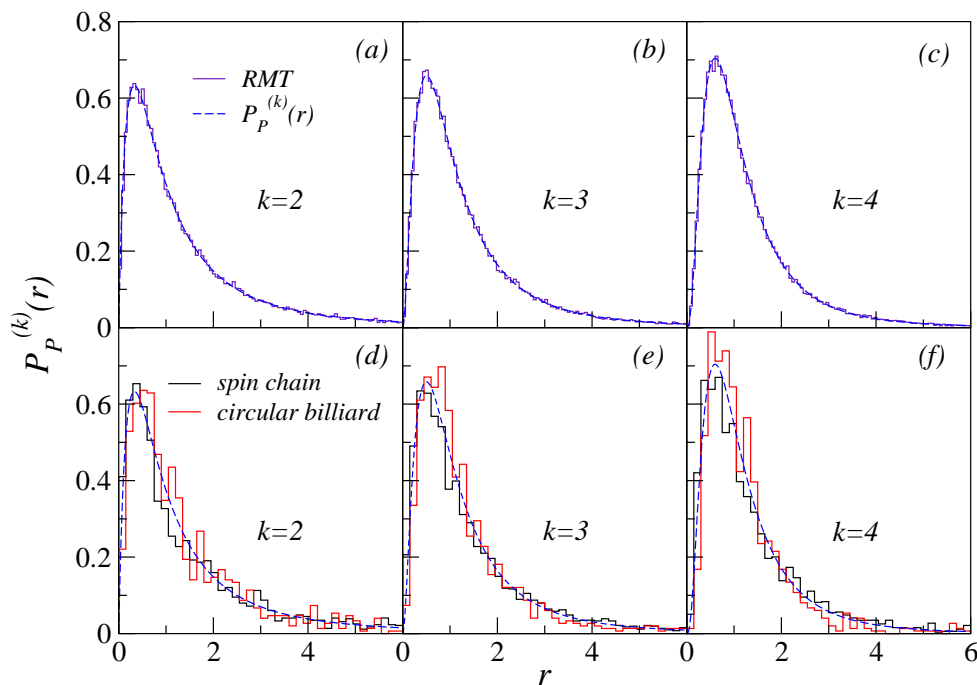 0.8
0.6
0.4
0.2
0
(a)
(b)
(c)
RMT
P_P^(k)(r)
k=2
k=3
k=4
P_P^(k)(r)
0.6
0.4
0.2
0
(d)
(e)
(f)
spin chain
circular billiard
k=2
k=3
k=4
0 2 4 0 2 4 0 2 4 6
r